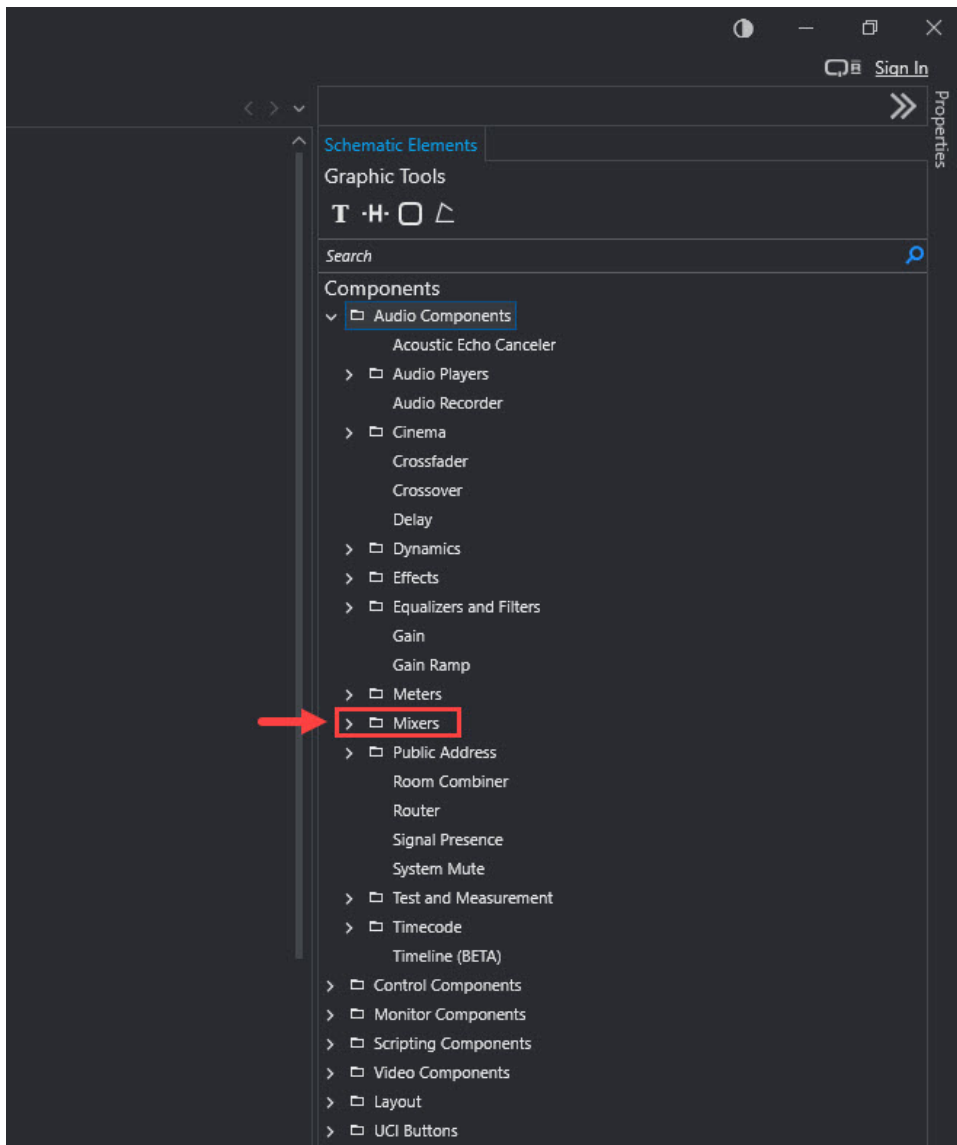 Sign In
Properties
Schematic Elements
Graphic Tools
T ·H·
Search
Components
Audio Components
Acoustic Echo Canceler
Audio Players
Audio Recorder
Cinema
Crossfader
Crossover
Delay
Dynamics
Effects
Equalizers and Filters
Gain
Gain Ramp
Meters
Mixers
Public Address
Room Combiner
Router
Signal Presence
System Mute
Test and Measurement
Timecode
Timeline (BETA)
Control Components
Monitor Components
Scripting Components
Video Components
Layout
UCI Buttons